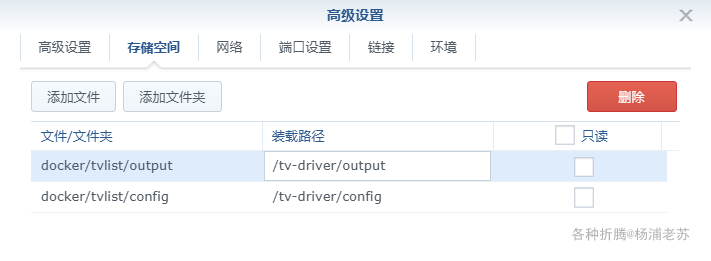 高级设置
高级设置 存储空间 网络 端口设置 链接 环境
添加文件 添加文件夹 删除
文件/文件夹 装载路径 只读
docker/tvlist/output /tv-driver/output
docker/tvlist/config /tv-driver/config
各种折腾@杨浦老苏